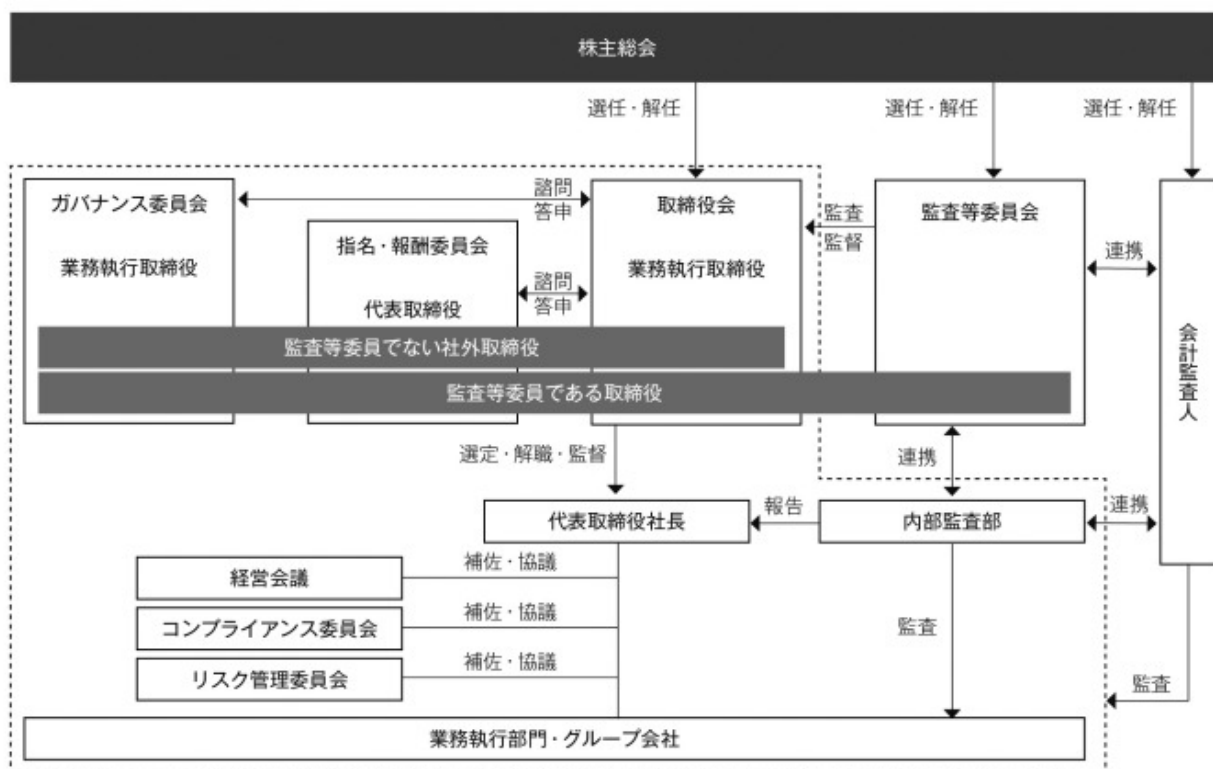 株主総会
選任・解任
選任・解任
選任・解任
ガバナンス委員会
業務執行取締役
諮問
答申
指名・報酬委員会
代表取締役
諮問
答申
取締役会
業務執行取締役
監査
監督
監査等委員会
連携
会計監査人
監査等委員でない社外取締役
監査等委員である取締役
選定・解職・監督
連携
代表取締役社長
報告
内部監査部
連携
経営会議
補佐・協議
コンプライアンス委員会
補佐・協議
リスク管理委員会
補佐・協議
監査
監査
業務執行部門・グループ会社